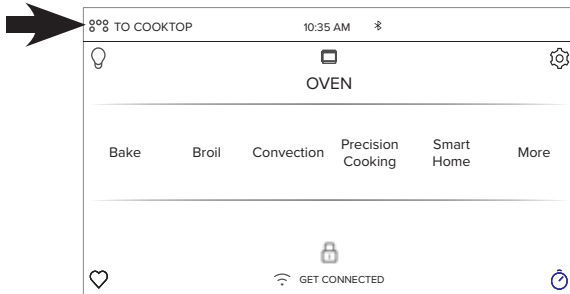 TO COOKTOP 10:35 AM
OVEN
Bake Broil Convection Precision Cooking Smart Home More
GET CONNECTED